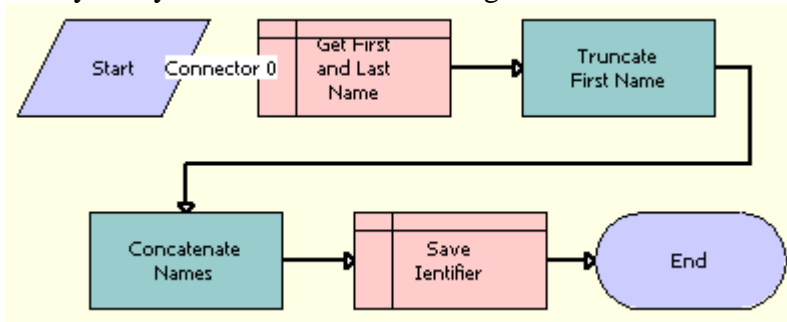 Start
Connector 0
Get First
and Last
Name
Truncate
First Name
Concatenate
Names
Save
Ientifier
End